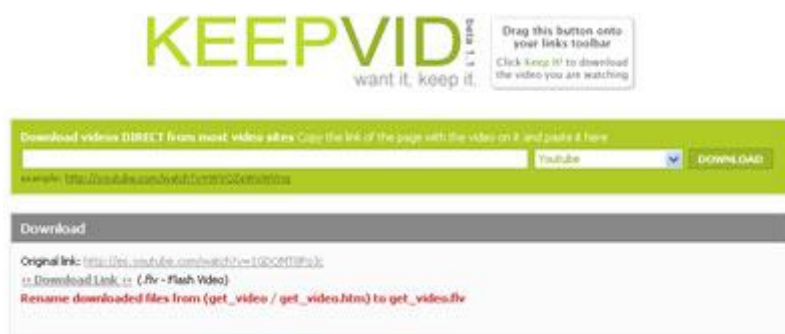 KEEPVID beta 1.1
want it, keep it.
Drag this button onto
your links toolbar
Click Keep It! to download
the video you are watching
Download videos DIRECT from most video sites Copy the link of the page with the video on it and paste it here
Youtube
DOWNLOAD
example:
Download
Original link:
›› Download Link ‹‹ (.flv - Flash Video)
Rename downloaded files from (get_video / get_video.htm) to get_video.flv